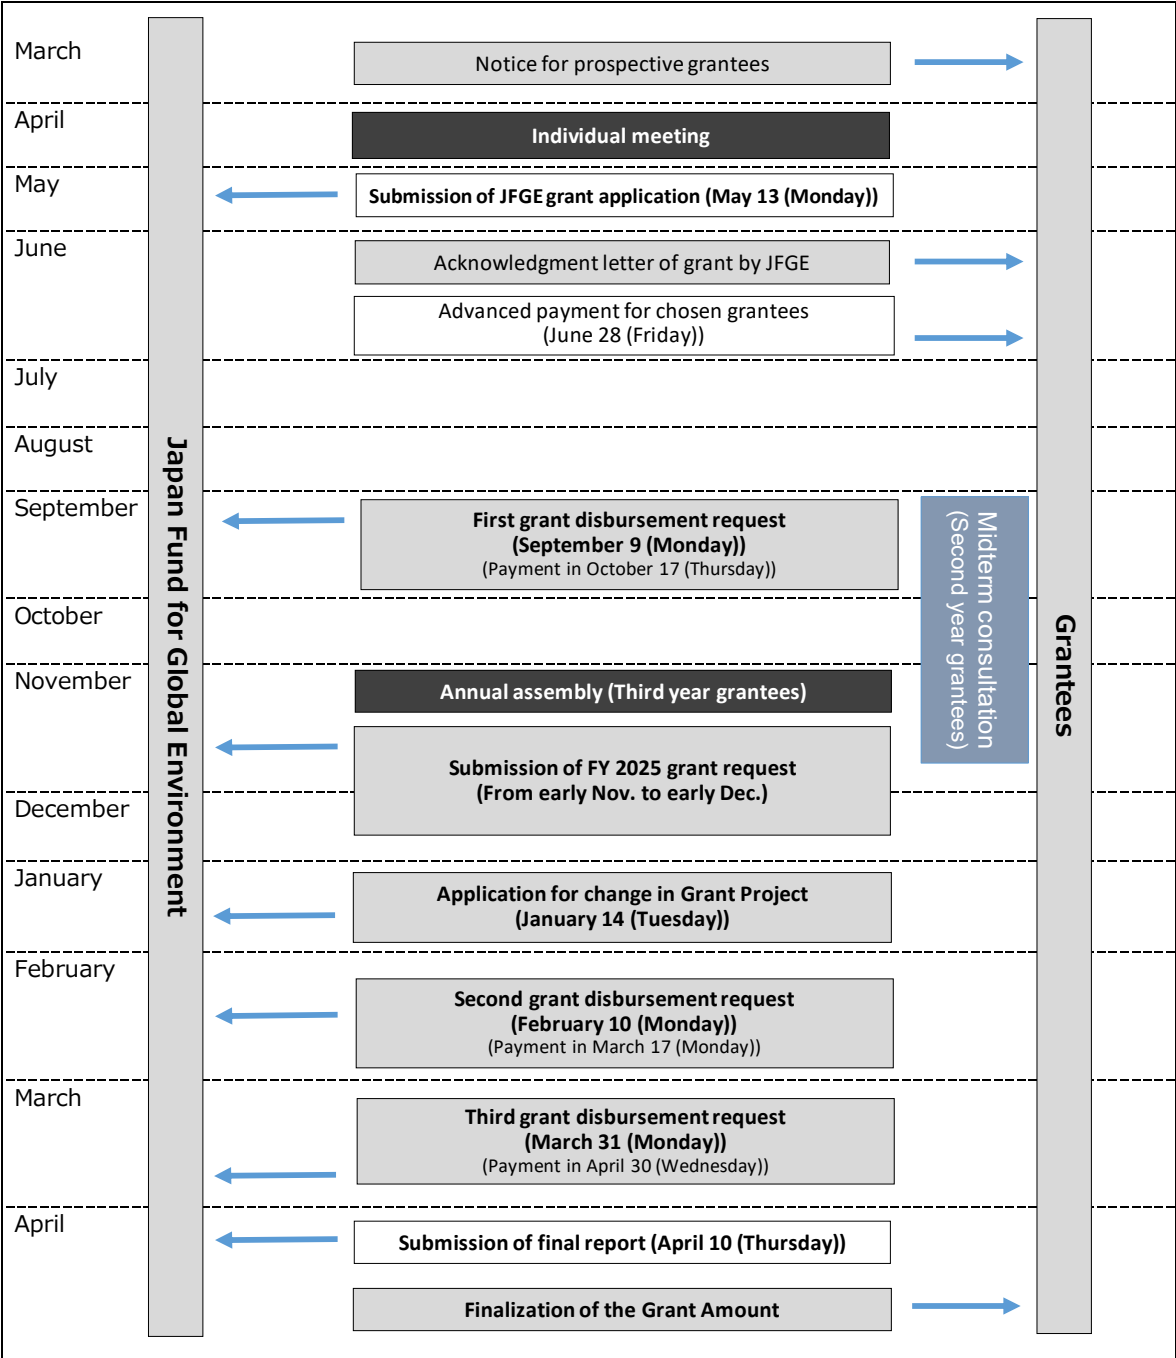 March
Notice for prospective grantees
April
Individual meeting
May
Submission of JFGE grant application (May 13 (Monday))
June
Acknowledgment letter of grant by JFGE
Advanced payment for chosen grantees
(June 28 (Friday))
July
August
September
First grant disbursement request
(September 9 (Monday))
(Payment in October 17 (Thursday))
Midterm consultation
(Second year grantees)
October
November
Annual assembly (Third year grantees)
Submission of FY 2025 grant request
(From early Nov. to early Dec.)
December
January
Application for change in Grant Project
(January 14 (Tuesday))
February
Second grant disbursement request
(February 10 (Monday))
(Payment in March 17 (Monday))
March
Third grant disbursement request
(March 31 (Monday))
(Payment in April 30 (Wednesday))
April
Submission of final report (April 10 (Thursday))
Finalization of the Grant Amount
Japan Fund for Global Environment
Grantees